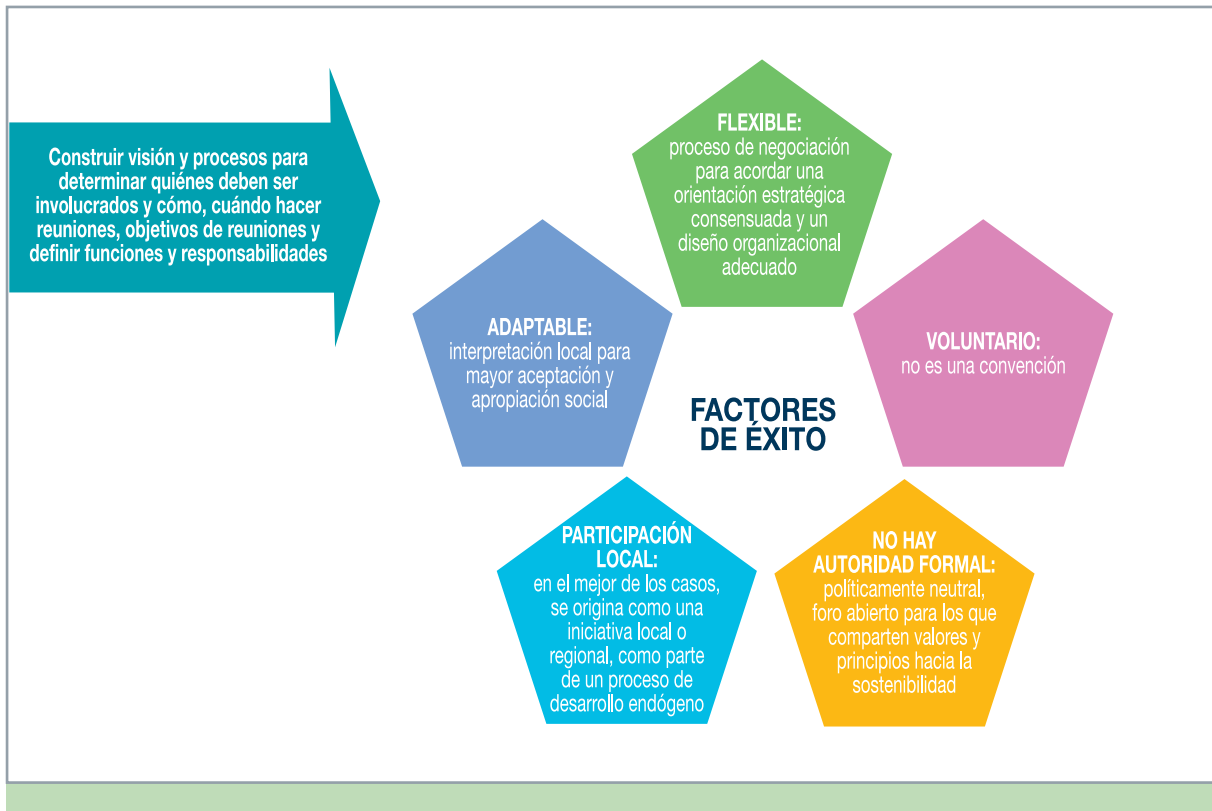 Construir visión y procesos para
determinar quiénes deben ser
involucrados y cómo, cuándo hacer
reuniones, objetivos de reuniones y
definir funciones y responsabilidades
FLEXIBLE:
proceso de negociación
para acordar una
orientación estratégica
consensuada y un
diseño organizacional
adecuado
ADAPTABLE:
interpretación local para
mayor aceptación y
apropiación social
VOLUNTARIO:
no es una convención
FACTORES
DE ÉXITO
PARTICIPACIÓN
LOCAL:
en el mejor de los casos,
se origina como una
iniciativa local o
regional, como parte
de un proceso de
desarrollo endógeno
NO HAY
AUTORIDAD FORMAL:
políticamente neutral,
foro abierto para los que
comparten valores y
principios hacia la
sostenibilidad